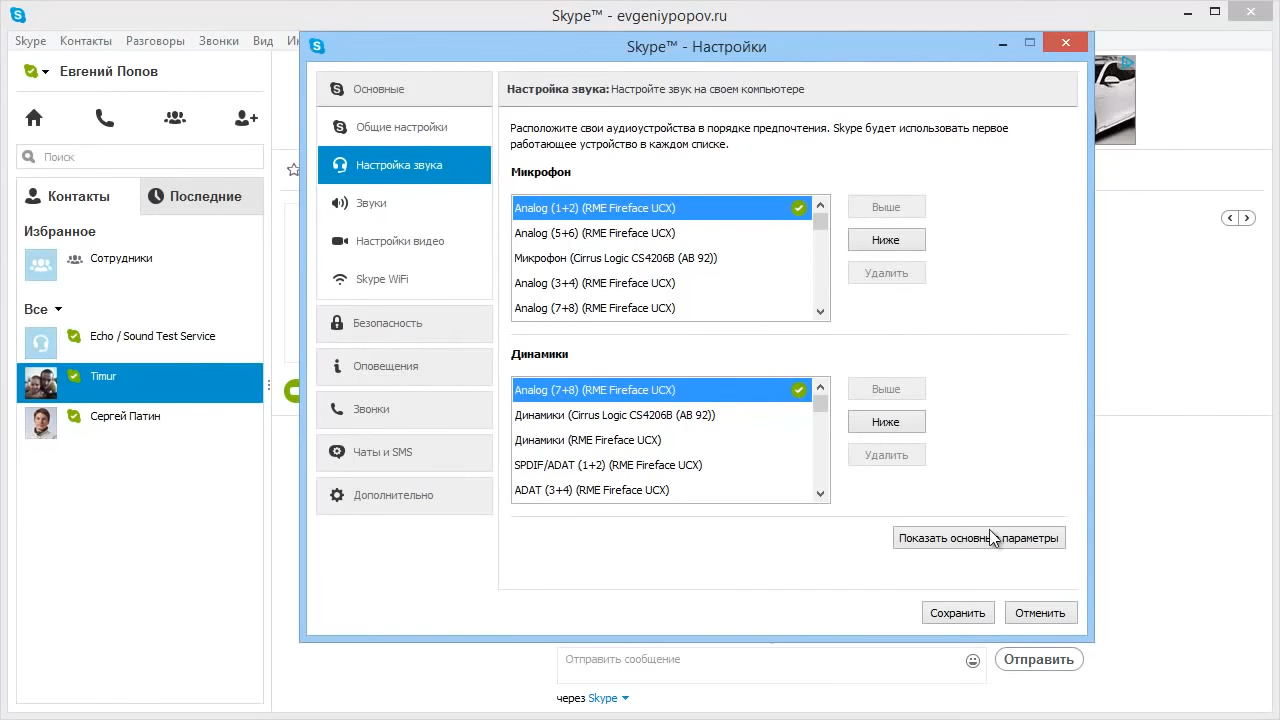 Skype™ - evgeniypopov.ru
Skype Контакты Разговоры Звонки Вид
Евгений Попов
Поиск
Контакты Последние
Избранное
Сотрудники
Все
Echo / Sound Test Service
Timur
Сергей Патин
Skype™ - Настройки
Основные
Общие настройки
Настройка звука
Звуки
Настройки видео
Skype WiFi
Безопасность
Оповещения
Звонки
Чаты и SMS
Дополнительно
Настройка звука: Настройте звук на своем компьютере
Расположите свои аудиоустройства в порядке предпочтения. Skype будет использовать первое
работающее устройство в каждом списке.
Микрофон
Analog (1+2) (RME Fireface UCX)
Analog (5+6) (RME Fireface UCX)
Микрофон (Cirrus Logic CS4206B (AB 92))
Analog (3+4) (RME Fireface UCX)
Analog (7+8) (RME Fireface UCX)
Выше
Ниже
Удалить
Динамики
Analog (7+8) (RME Fireface UCX)
Динамики (Cirrus Logic CS4206B (AB 92))
Динамики (RME Fireface UCX)
SPDIF/ADAT (1+2) (RME Fireface UCX)
ADAT (3+4) (RME Fireface UCX)
Выше
Ниже
Удалить
Показать основные параметры
Сохранить Отменить
Отправить сообщение
Отправить
через Skype